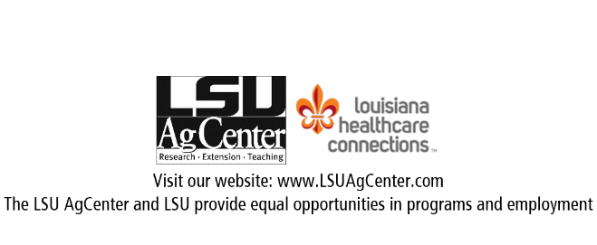 LSU
AgCenter
Research · Extension · Teaching
louisiana
healthcare
connections™
Visit our website: www.LSUAgCenter.com
The LSU AgCenter and LSU provide equal opportunities in programs and employment